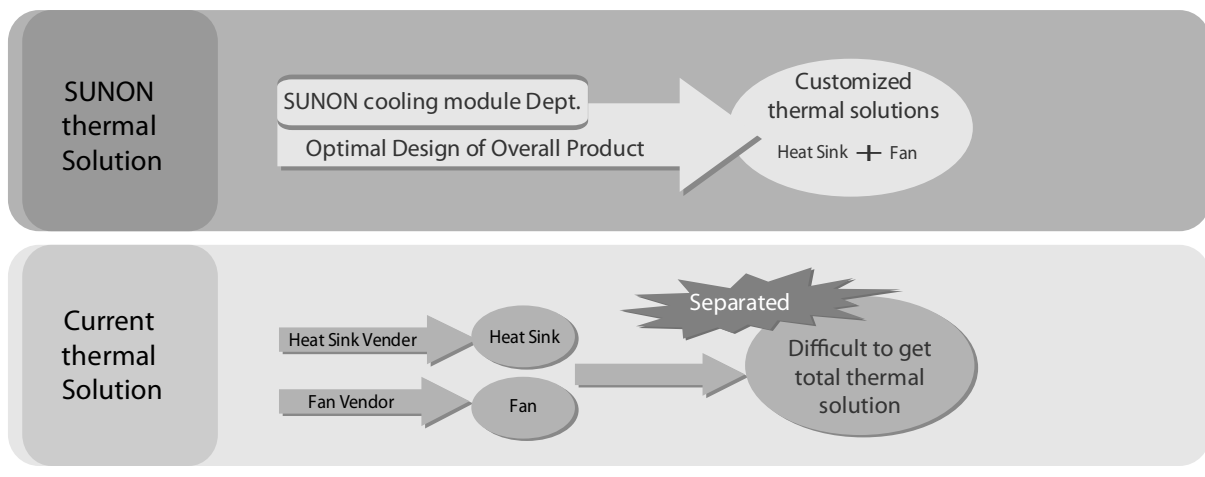 SUNON
thermal
Solution
SUNON cooling module Dept.
Optimal Design of Overall Product
Customized
thermal solutions
Heat Sink + Fan
Current
thermal
Solution
Heat Sink Vender
Heat Sink
Fan Vendor
Fan
Separated
Difficult to get
total thermal
solution